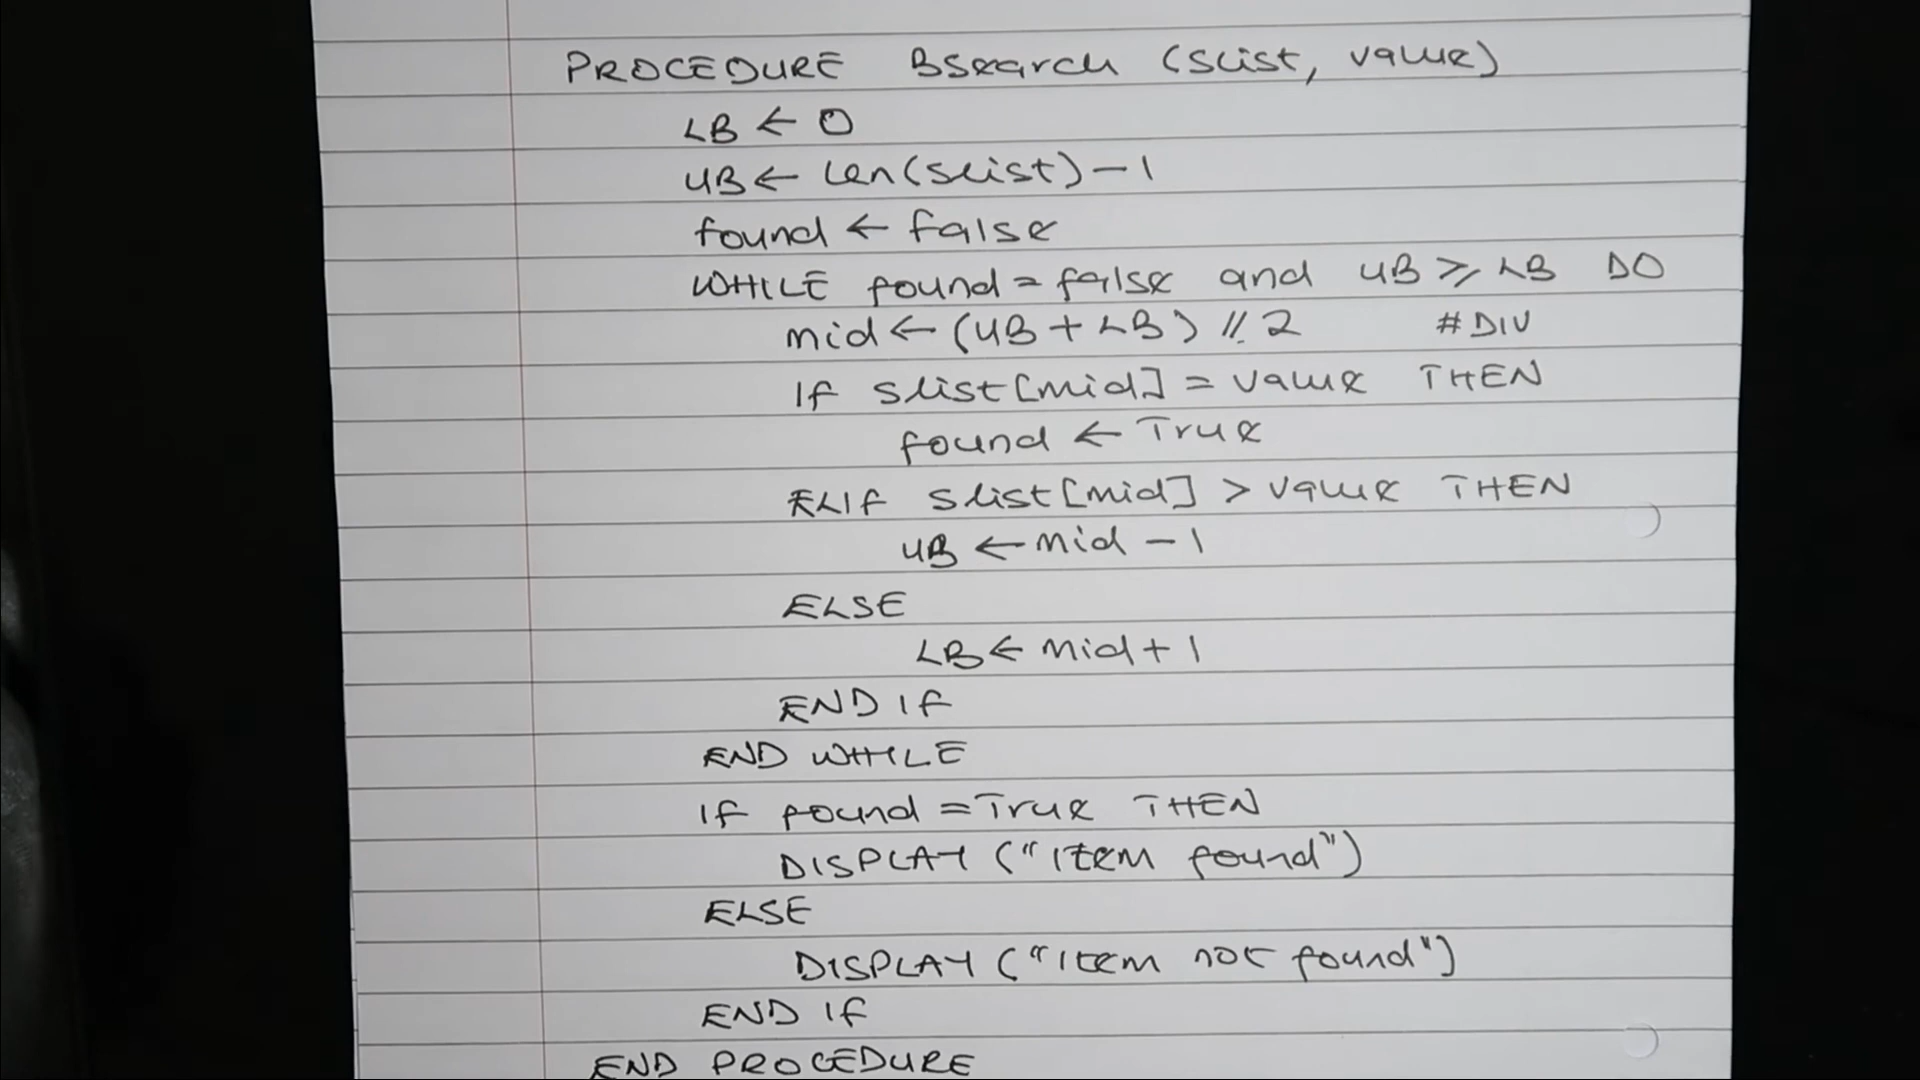 PROCEDURE Bsearch (slist, value)
LB ← 0
UB ← len(slist) - 1
found ← false
WHILE found = false and UB >= LB DO
mid ← (UB + LB) // 2 #DIV
If slist[mid] = value THEN
found ← True
ELIF slist[mid] > value THEN
UB ← mid - 1
ELSE
LB ← mid + 1
END IF
END WHILE
If found = True THEN
DISPLAY ("Item found")
ELSE
DISPLAY ("Item not found")
END IF
END PROCEDURE